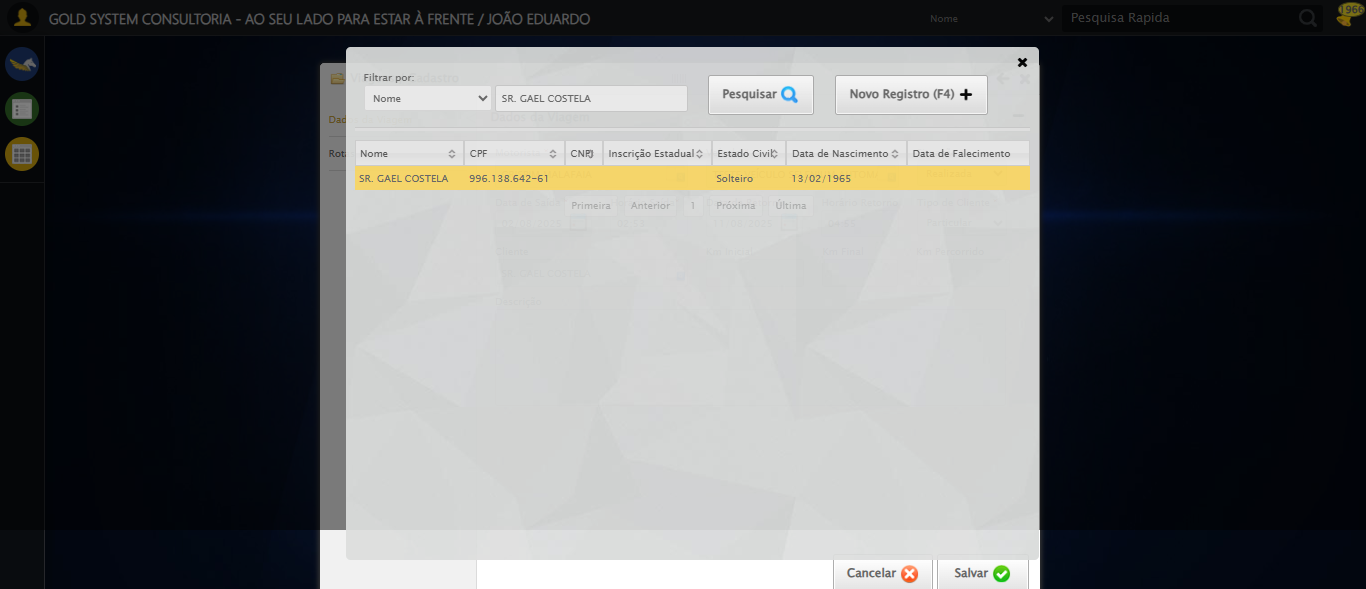 GOLD SYSTEM CONSULTORIA - AO SEU LADO PARA ESTAR À FRENTE / JOÃO EDUARDO
Nome
Pesquisa Rapida
1966
Filtrar por:
Nome
SR. GAEL COSTELA
Pesquisar
Novo Registro (F4)
Nome CPF CNPJ Inscrição Estadual Estado Civil Data de Nascimento Data de Falecimento
SR. GAEL COSTELA 996.138.642-61 Solteiro 13/02/1965
Primeira Anterior 1 Próxima Última
Cancelar
Salvar